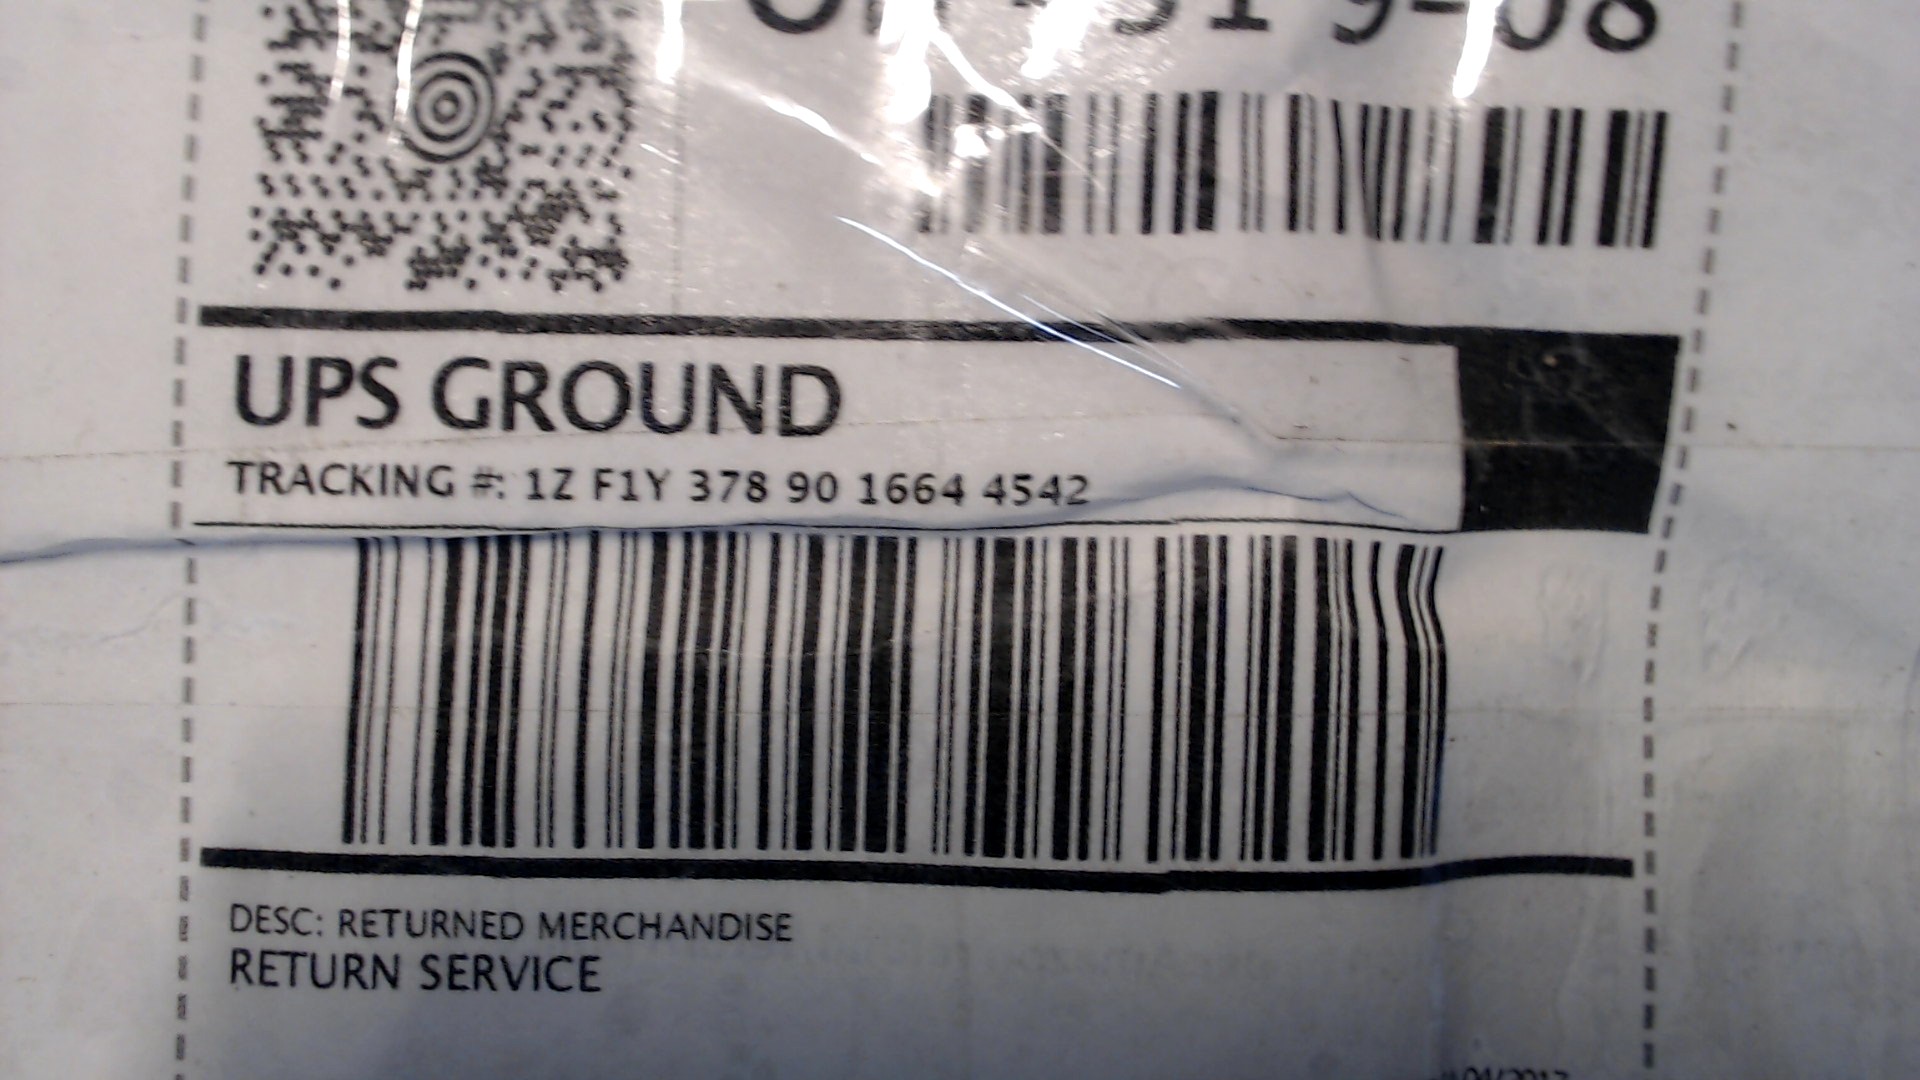 UPS GROUND
TRACKING #: 1Z F1Y 378 90 1664 4542
DESC: RETURNED MERCHANDISE
RETURN SERVICE